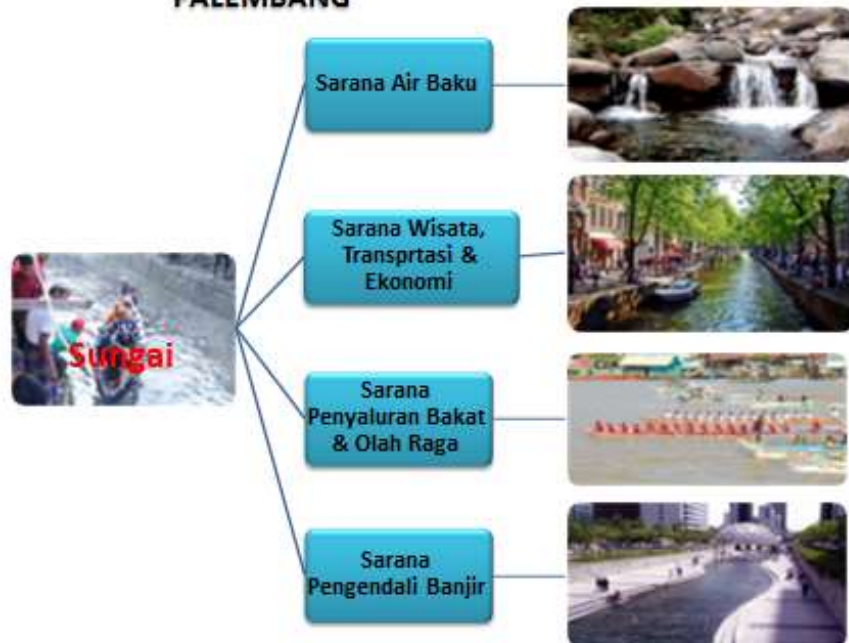 PALEMBANG
Sarana Air Baku
Sarana Wisata,
Transprtasi &
Ekonomi
Sungai
Sarana
Penyaluran Bakat
& Olah Raga
Sarana
Pengendali Banjir